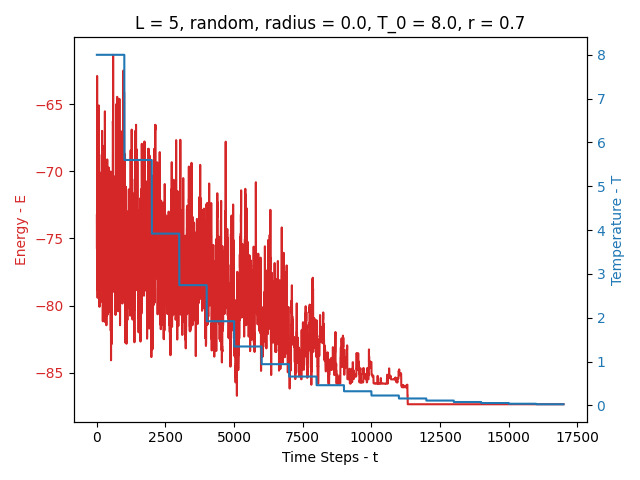 L = 5, random, radius = 0.0, T_0 = 8.0, r = 0.7
Energy - E
−65
−70
−75
−80
−85
0 2500 5000 7500 10000 12500 15000 17500
Time Steps - t
8
7
6
5
4
3
2
1
0
Temperature - T